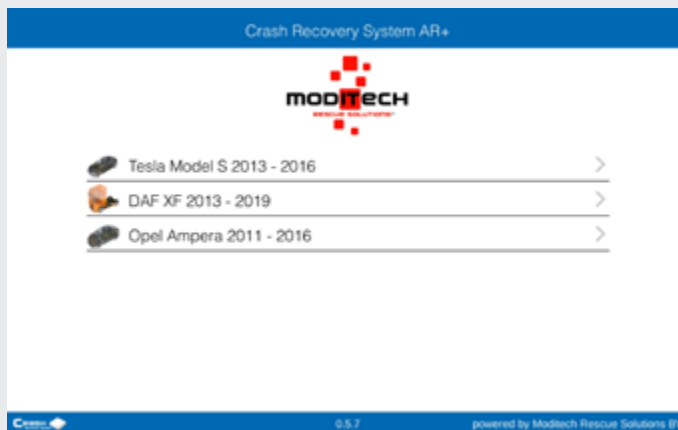 Crash Recovery System AR+
MODITECH
RESCUE SOLUTIONS
Tesla Model S 2013 - 2016
DAF XF 2013 - 2019
Opel Ampera 2011 - 2016
0.5.7
powered by Moditech Rescue Solutions BV